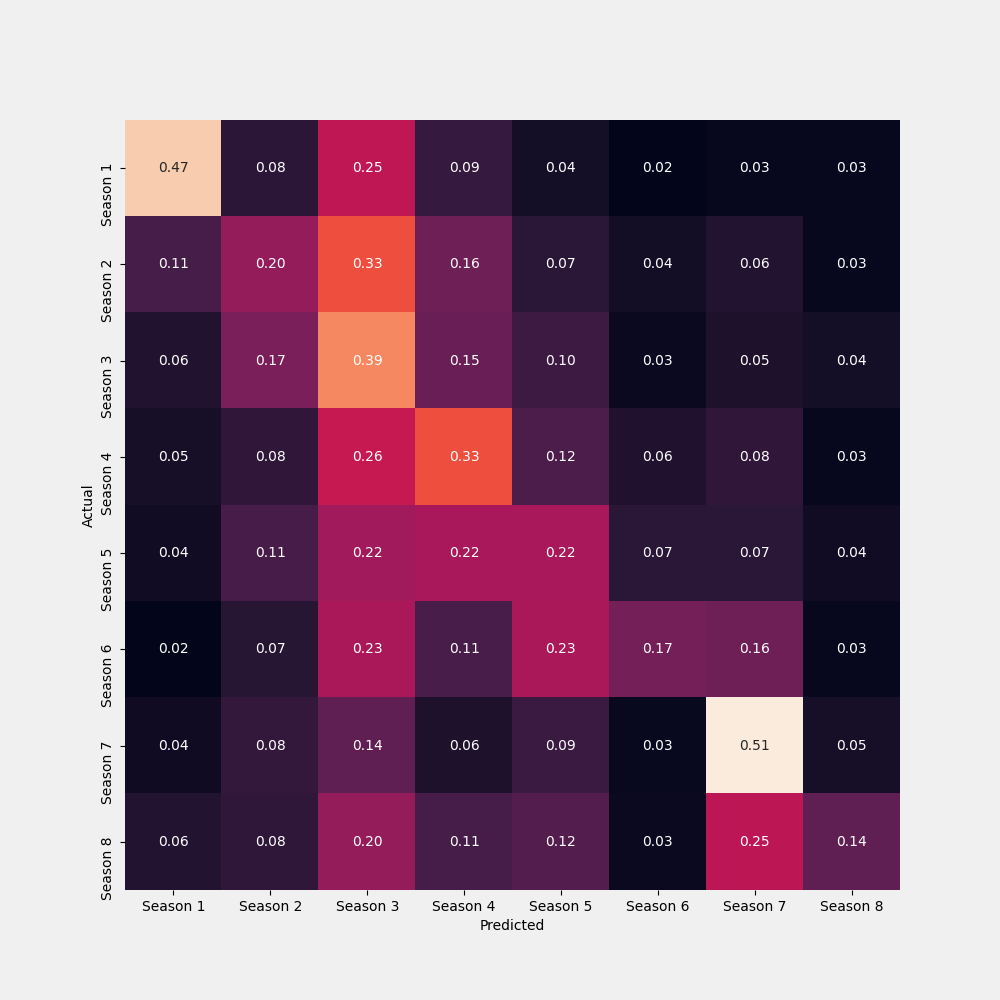 Actual
Season 1 0.47 0.08 0.25 0.09 0.04 0.02 0.03 0.03
Season 2 0.11 0.20 0.33 0.16 0.07 0.04 0.06 0.03
Season 3 0.06 0.17 0.39 0.15 0.10 0.03 0.05 0.04
Season 4 0.05 0.08 0.26 0.33 0.12 0.06 0.08 0.03
Season 5 0.04 0.11 0.22 0.22 0.22 0.07 0.07 0.04
Season 6 0.02 0.07 0.23 0.11 0.23 0.17 0.16 0.03
Season 7 0.04 0.08 0.14 0.06 0.09 0.03 0.51 0.05
Season 8 0.06 0.08 0.20 0.11 0.12 0.03 0.25 0.14
Season 1 Season 2 Season 3 Season 4 Season 5 Season 6 Season 7 Season 8
Predicted